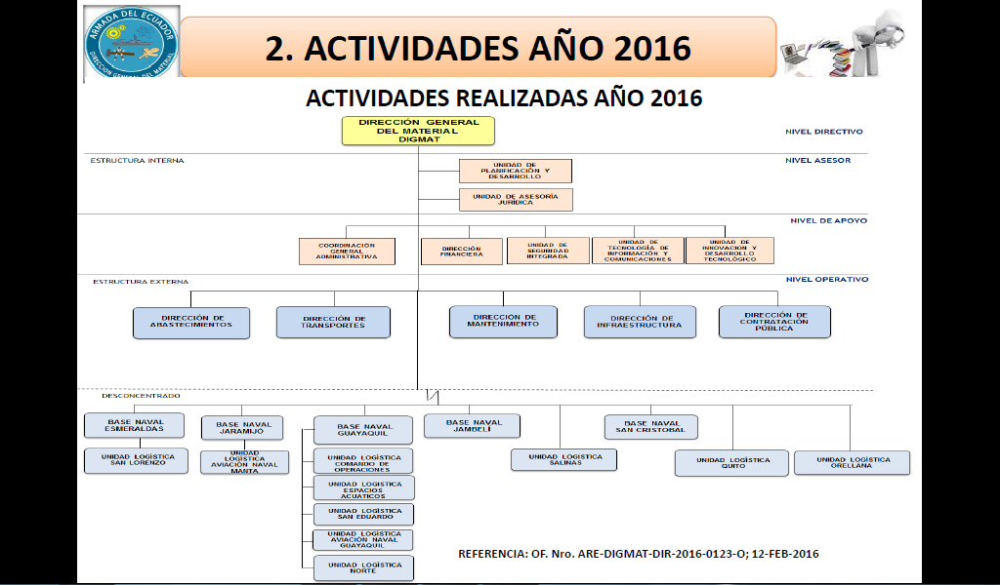 ARMADA DEL ECUADOR
DIRECCION GENERAL DEL MATERIAL
2. ACTIVIDADES AÑO 2016
ACTIVIDADES REALIZADAS AÑO 2016
DIRECCIÓN GENERAL
DEL MATERIAL
DIGMAT
NIVEL DIRECTIVO
ESTRUCTURA INTERNA
NIVEL ASESOR
UNIDAD DE
PLANIFICACIÓN Y
DESARROLLO
UNIDAD DE ASESORÍA
JURÍDICA
NIVEL DE APOYO
COORDINACIÓN
GENERAL
ADMINISTRATIVA
DIRECCIÓN
FINANCIERA
UNIDAD DE
SEGURIDAD
INTEGRADA
UNIDAD DE
TECNOLOGÍA DE
INFORMACIÓN Y
COMUNICACIONES
UNIDAD DE
INNOVACION Y
DESARROLLO
TECNOLÓGICO
ESTRUCTURA EXTERNA
NIVEL OPERATIVO
DIRECCIÓN DE
ABASTECIMIENTOS
DIRECCIÓN DE
TRANSPORTES
DIRECCIÓN DE
MANTENIMIENTO
DIRECCIÓN DE
INFRAESTRUCTURA
DIRECCIÓN DE
CONTRATACIÓN
PÚBLICA
DESCONCENTRADO
BASE NAVAL
ESMERALDAS
BASE NAVAL
JARAMIJÓ
BASE NAVAL
GUAYAQUIL
BASE NAVAL
JAMBELÍ
BASE NAVAL
SAN CRISTOBAL
UNIDAD LOGÍSTICA
SAN LORENZO
UNIDAD
LOGÍSTICA
AVIACIÓN NAVAL
MANTA
UNIDAD LOGÍSTICA
COMANDO DE
OPERACIONES
UNIDAD LOGISTICA
SALINAS
UNIDAD LOGÍSTICA
QUITO
UNIDAD LOGÍSTICA
ORELLANA
UNIDAD LOGISTICA
ESPACIOS
ACUATICOS
UNIDAD LOGÍSTICA
SAN EDUARDO
UNIDAD LOGÍSTICA
AVIACIÓN NAVAL
GUAYAQUIL
UNIDAD LOGÍSTICA
NORTE
REFERENCIA: OF. Nro. ARE-DIGMAT-DIR-2016-0123-O; 12-FEB-2016